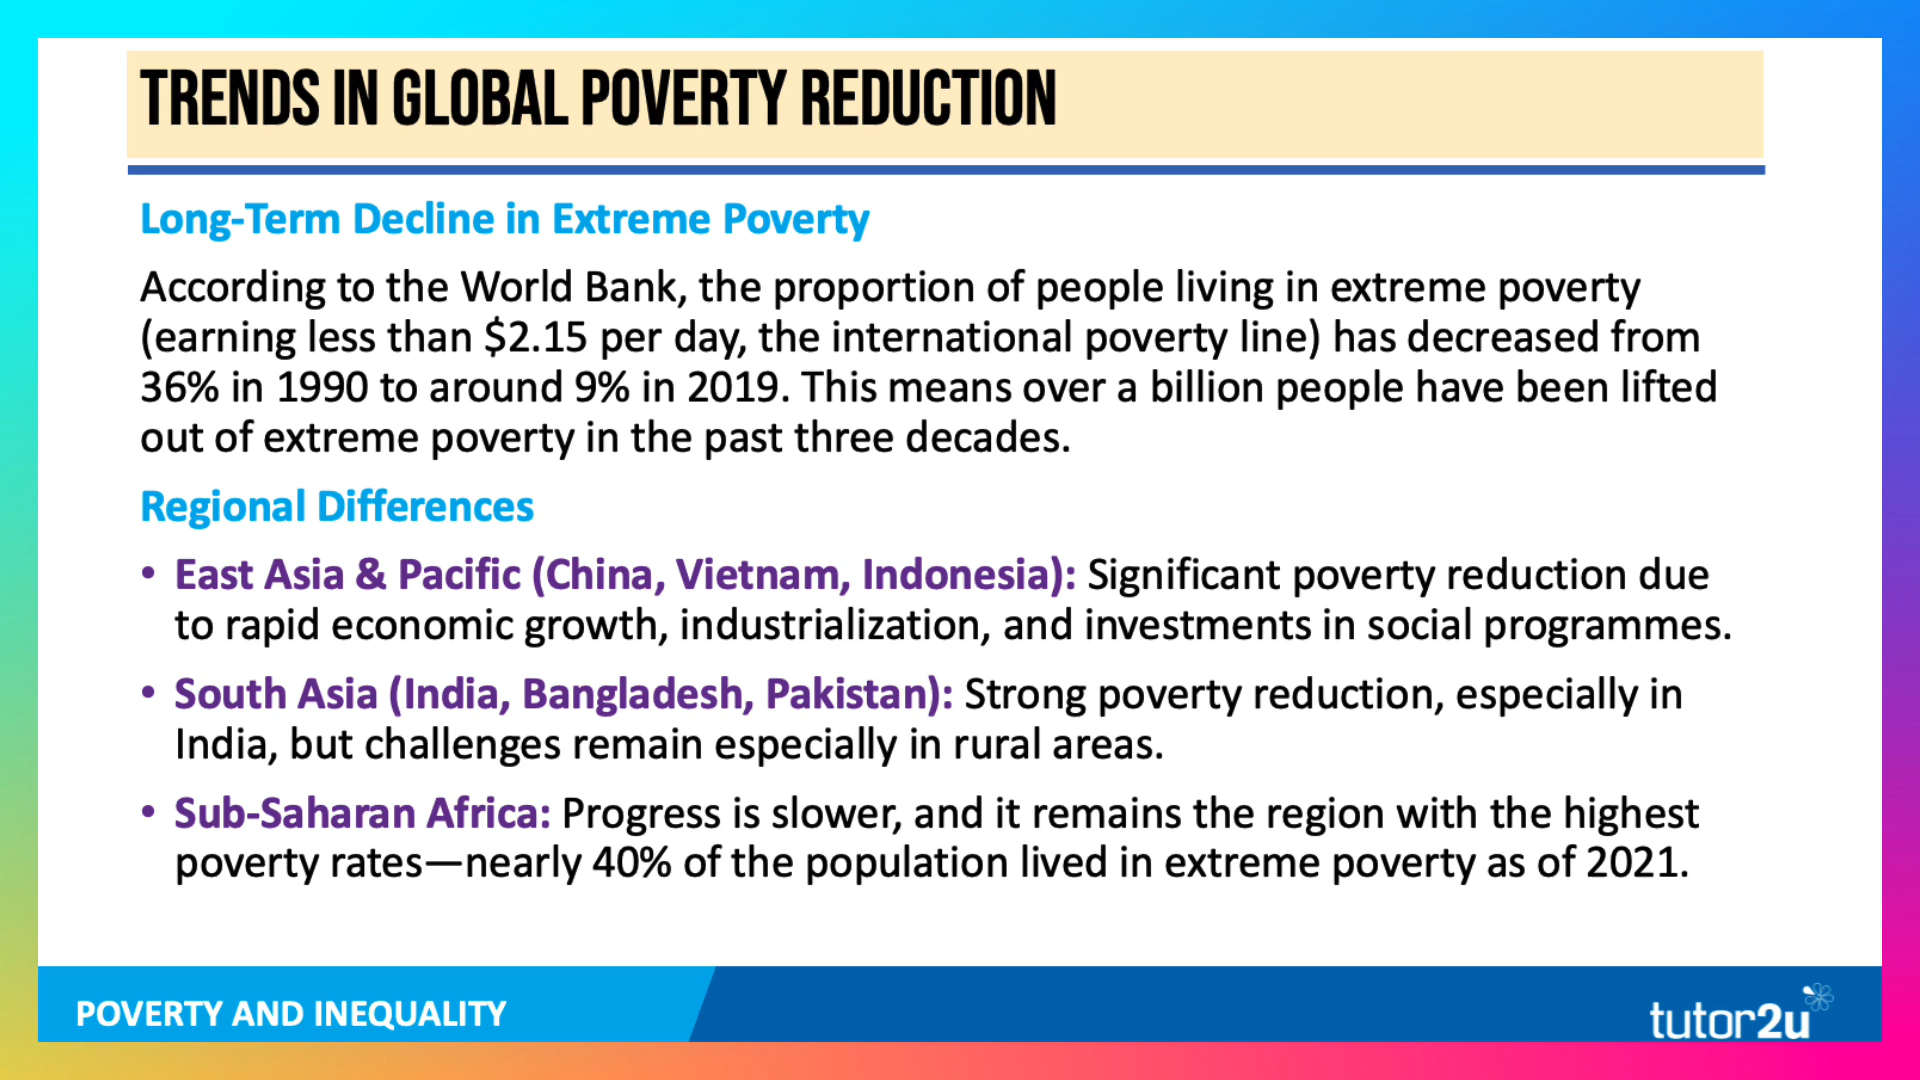 TRENDS IN GLOBAL POVERTY REDUCTION
Long-Term Decline in Extreme Poverty
According to the World Bank, the proportion of people living in extreme poverty
(earning less than $2.15 per day, the international poverty line) has decreased from
36% in 1990 to around 9% in 2019. This means over a billion people have been lifted
out of extreme poverty in the past three decades.
Regional Differences
• East Asia & Pacific (China, Vietnam, Indonesia): Significant poverty reduction due
to rapid economic growth, industrialization, and investments in social programmes.
• South Asia (India, Bangladesh, Pakistan): Strong poverty reduction, especially in
India, but challenges remain especially in rural areas.
• Sub-Saharan Africa: Progress is slower, and it remains the region with the highest
poverty rates—nearly 40% of the population lived in extreme poverty as of 2021.
POVERTY AND INEQUALITY
tutor2u